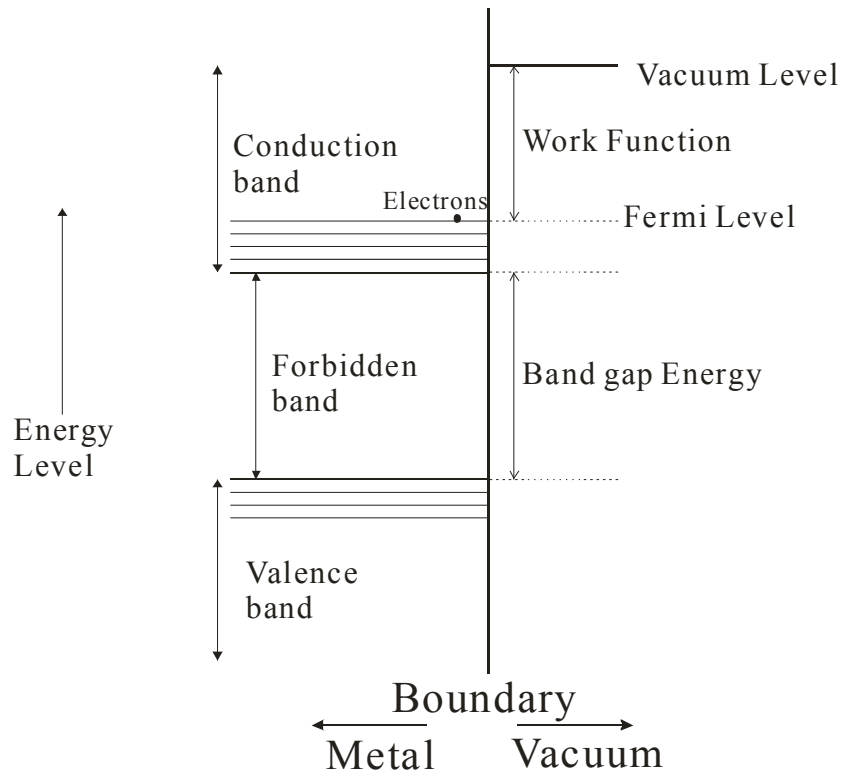 Vacuum Level
Conduction
band
Work Function
Electrons
Fermi Level
Forbidden
band
Band gap Energy
Energy
Level
Valence
band
Boundary
Metal
Vacuum